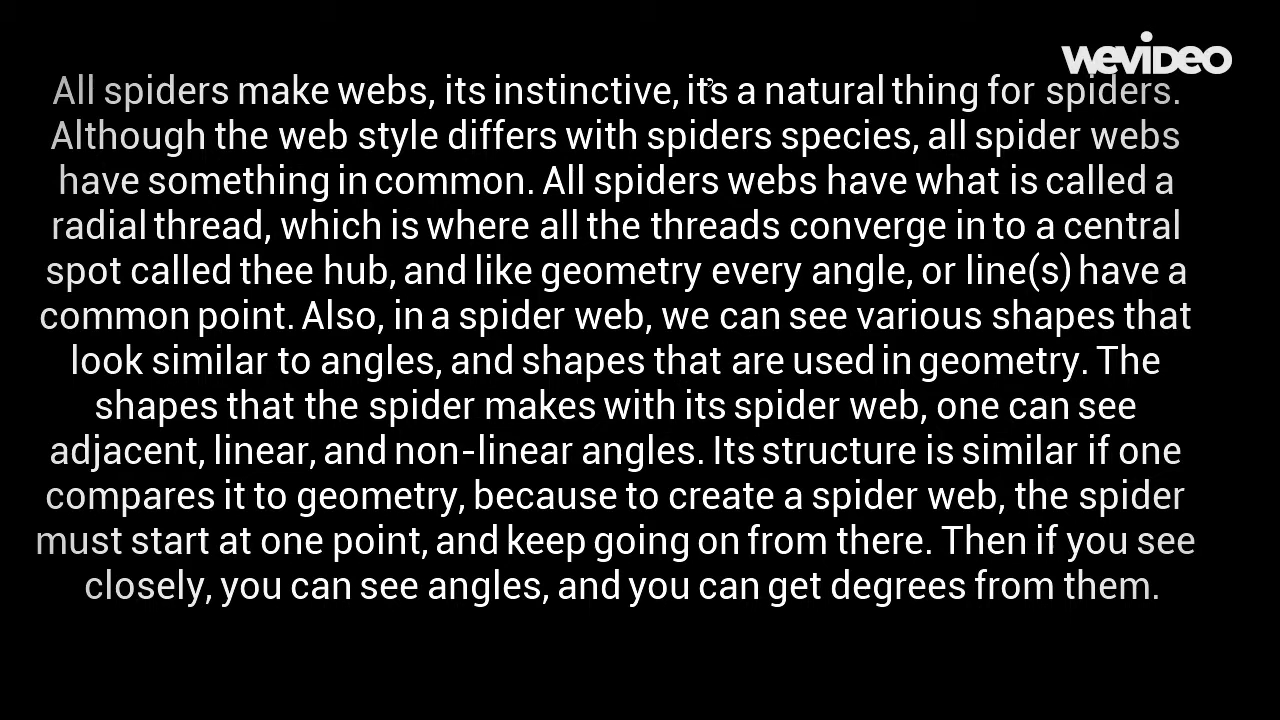 wevideo
All spiders make webs, its instinctive, it's a natural thing for spiders.
Although the web style differs with spiders species, all spider webs
have something in common. All spiders webs have what is called a
radial thread, which is where all the threads converge in to a central
spot called thee hub, and like geometry every angle, or line(s) have a
common point. Also, in a spider web, we can see various shapes that
look similar to angles, and shapes that are used in geometry. The
shapes that the spider makes with its spider web, one can see
adjacent, linear, and non-linear angles. Its structure is similar if one
compares it to geometry, because to create a spider web, the spider
must start at one point, and keep going on from there. Then if you see
closely, you can see angles, and you can get degrees from them.